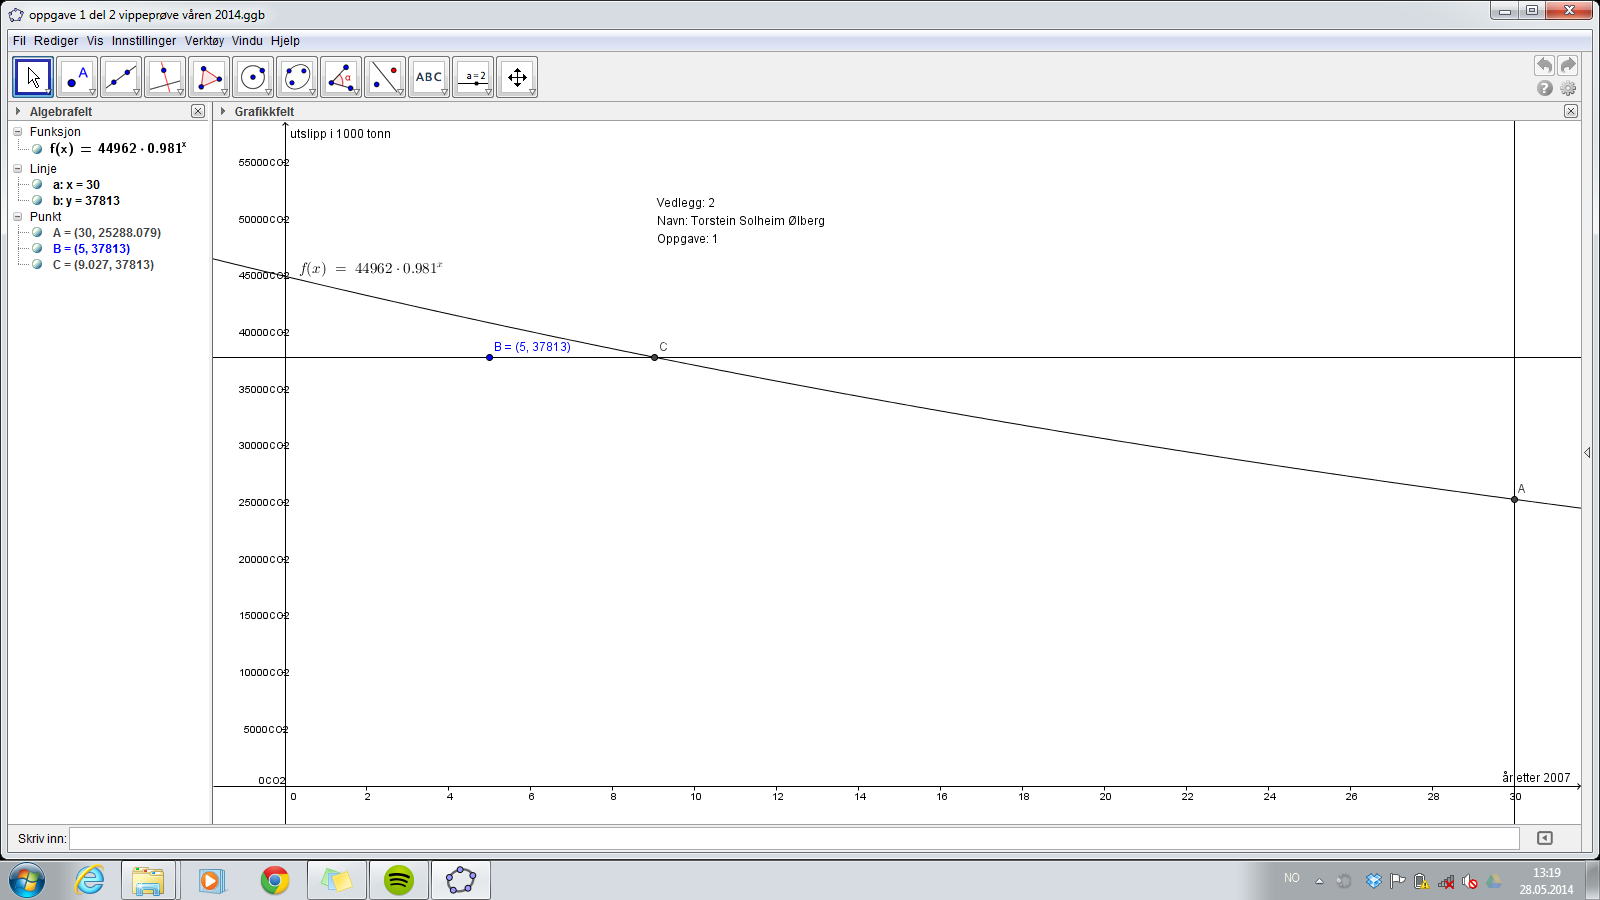 oppgave 1 del 2 vippeprøve våren 2014.ggb
Fil Rediger Vis Innstillinger Verktøy Vindu Hjelp
A
α
ABC
a = 2
Algebrafelt
Grafikkfelt
Funksjon
f(x) = 44962 · 0.981ˣ
Linje
a: x = 30
b: y = 37813
Punkt
A = (30, 25288.079)
B = (5, 37813)
C = (9.027, 37813)
utslipp i 1000 tonn
55000CO2
50000CO2
45000CO2
40000CO2
35000CO2
30000CO2
25000CO2
20000CO2
15000CO2
10000CO2
5000CO2
0CO2
Vedlegg: 2
Navn: Torstein Solheim Ølberg
Oppgave: 1
f(x) = 44962 · 0.981ˣ
B = (5, 37813)
C
A
år etter 2007
0 2 4 6 8 10 12 14 16 18 20 22 24 26 28 30
Skriv inn:
NO
13:19
28.05.2014